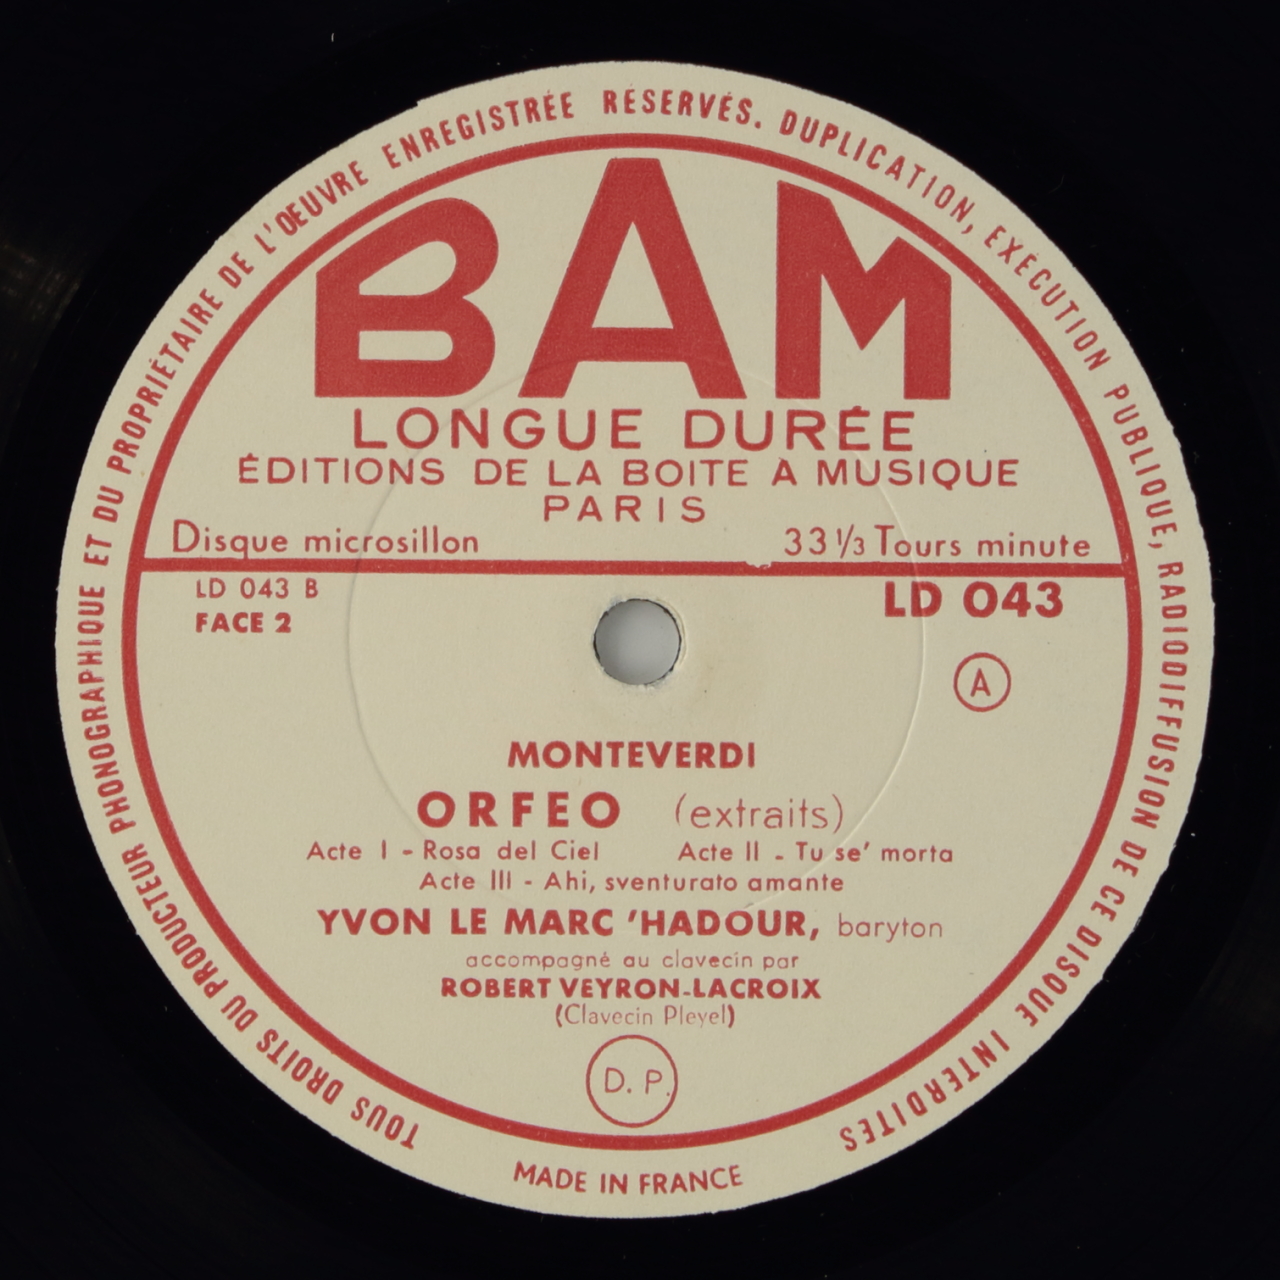 TOUS DROITS DU PRODUCTEUR PHONOGRAPHIQUE ET DU PROPRIÉTAIRE DE L'OEUVRE ENREGISTRÉE RÉSERVÉS. DUPLICATION, EXÉCUTION PUBLIQUE, RADIODIFFUSION DE CE DISQUE INTERDITES
BAM
LONGUE DURÉE
ÉDITIONS DE LA BOITE À MUSIQUE
PARIS
Disque microsillon 33 1/3 Tours minute
LD 043 B LD 043
FACE 2
A
MONTEVERDI
ORFEO (extraits)
Acte I - Rosa del Ciel Acte II - Tu se' morta
Acte III - Ahi, sventurato amante
YVON LE MARC 'HADOUR, baryton
accompagné au clavecin par
ROBERT VEYRON-LACROIX
(Clavecin Pleyel)
D. P.
MADE IN FRANCE